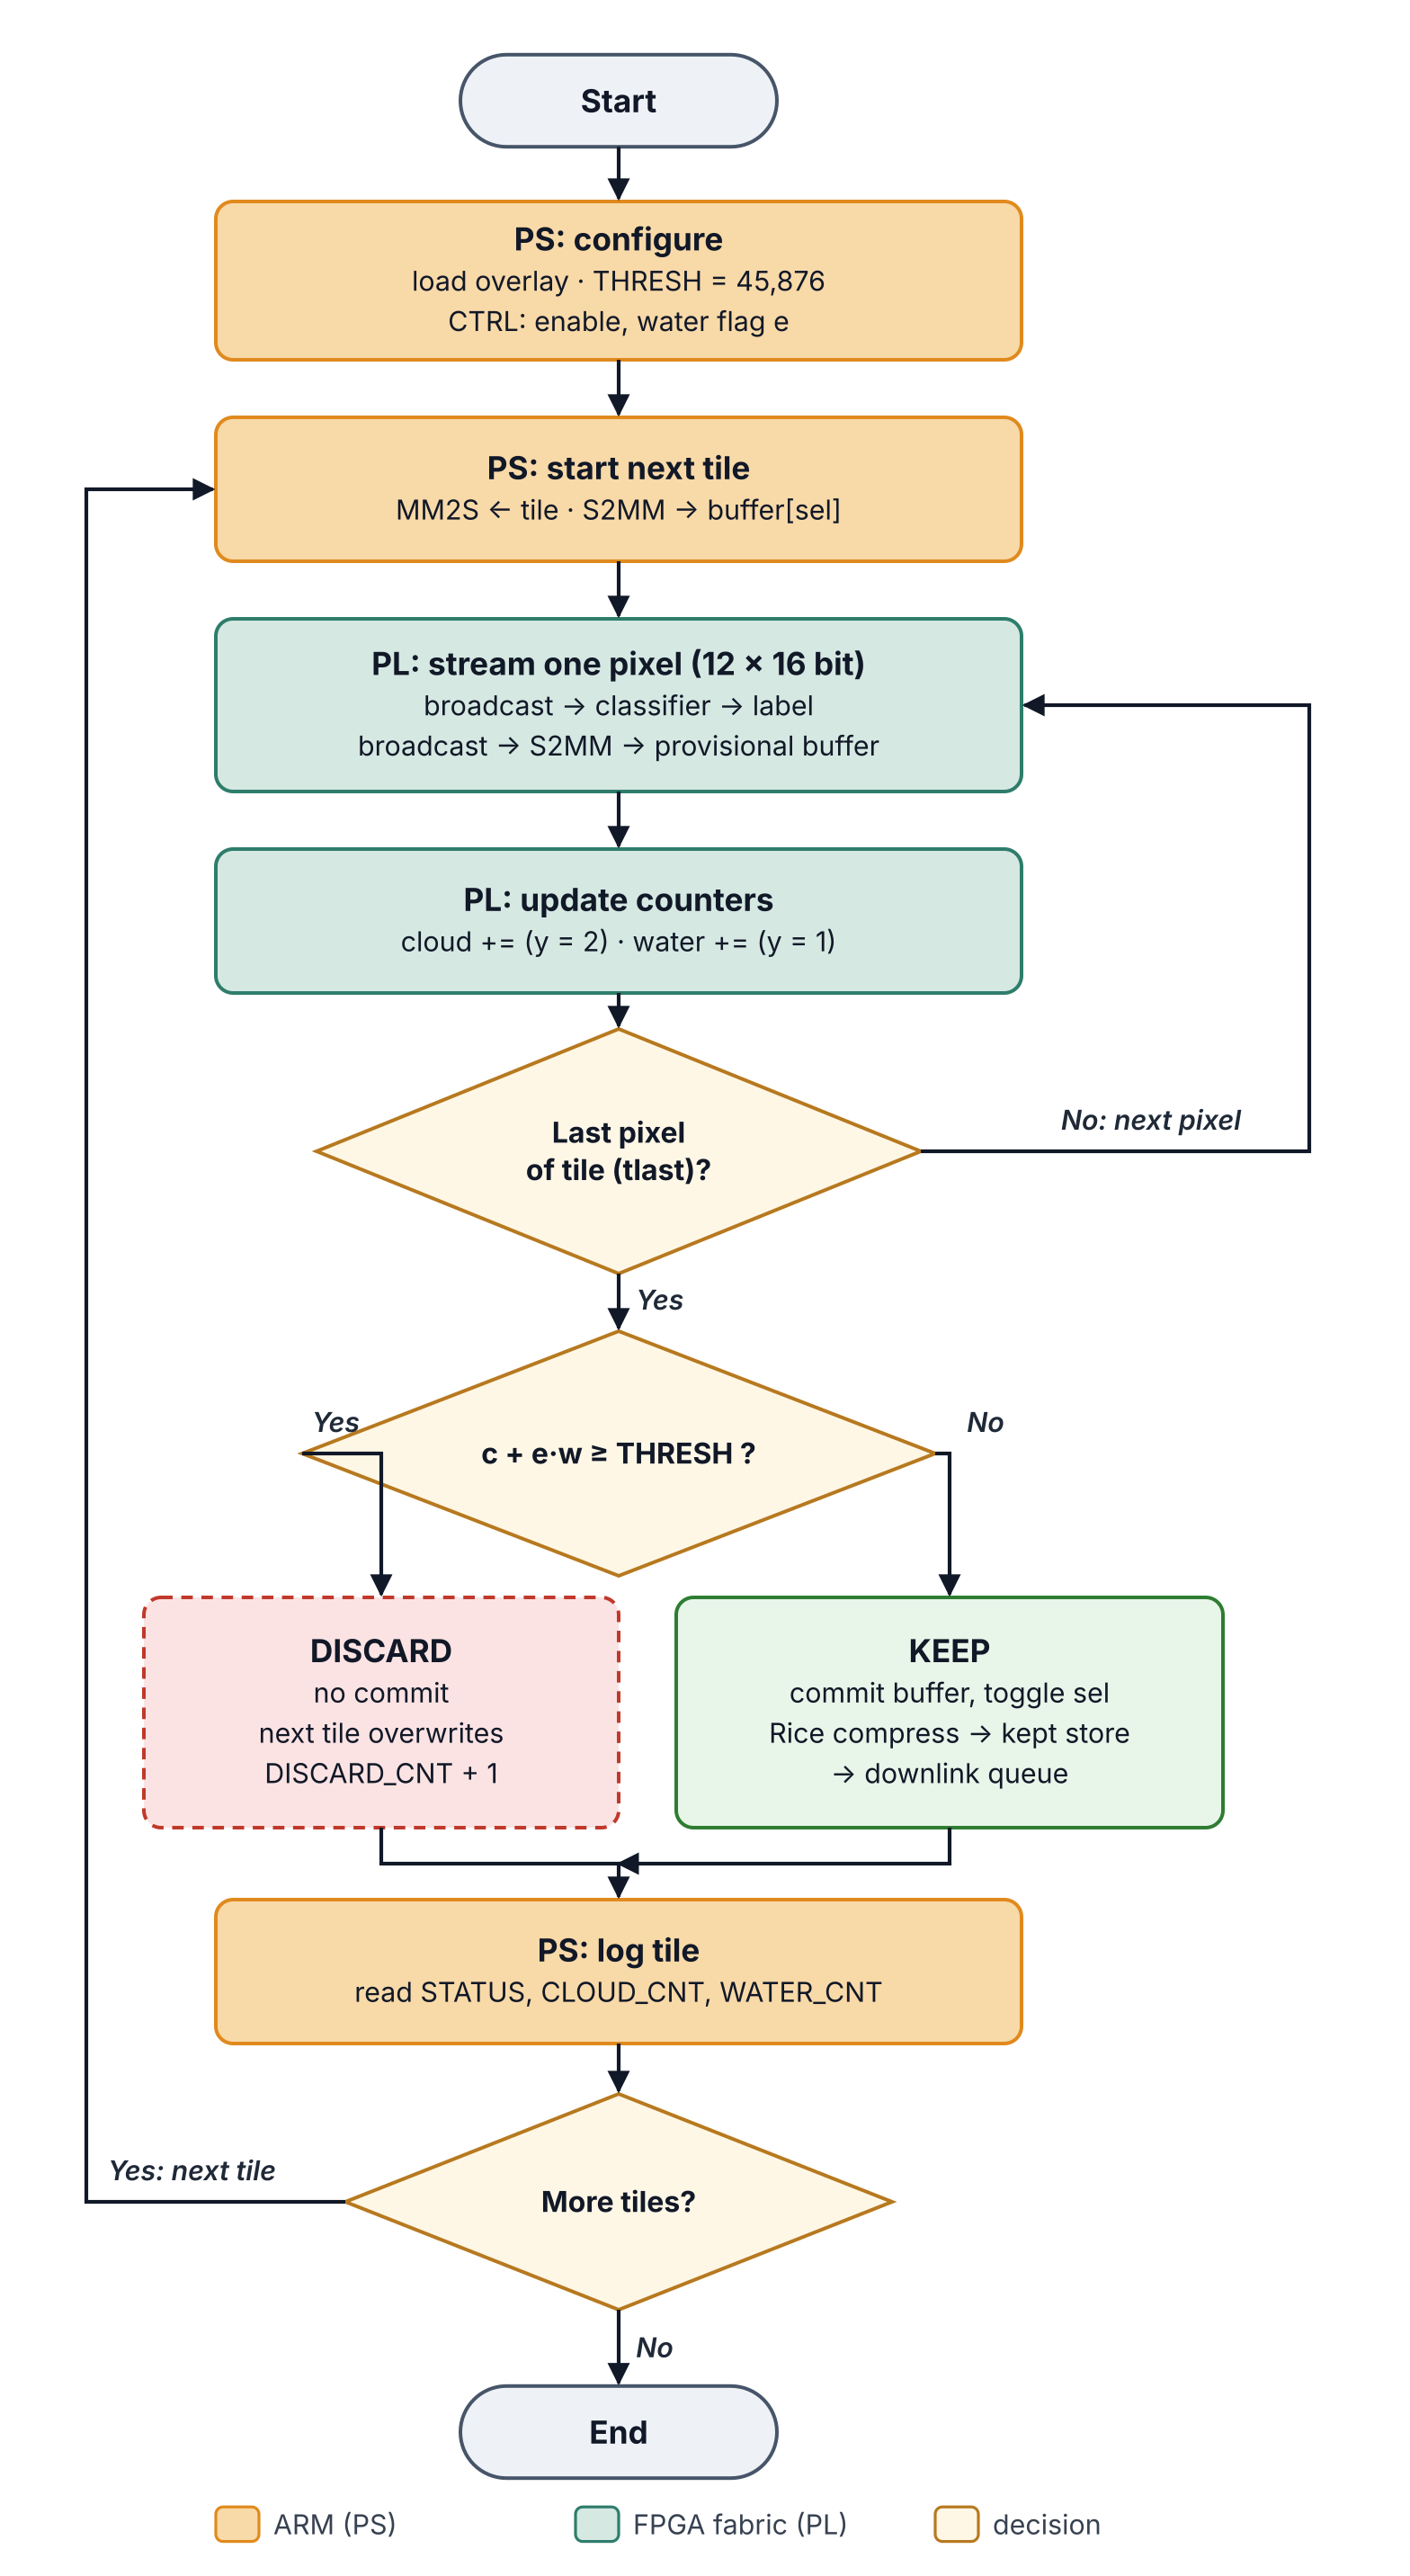 Start
PS: configure
load overlay · THRESH = 45,876
CTRL: enable, water flag e
PS: start next tile
MM2S ← tile · S2MM → buffer[sel]
PL: stream one pixel (12 × 16 bit)
broadcast → classifier → label
broadcast → S2MM → provisional buffer
PL: update counters
cloud += (y = 2) · water += (y = 1)
Last pixel
of tile (tlast)?
No: next pixel
Yes
c + e·w ≥ THRESH ?
Yes
No
DISCARD
no commit
next tile overwrites
DISCARD_CNT + 1
KEEP
commit buffer, toggle sel
Rice compress → kept store
→ downlink queue
PS: log tile
read STATUS, CLOUD_CNT, WATER_CNT
More tiles?
Yes: next tile
No
End
ARM (PS)
FPGA fabric (PL)
decision